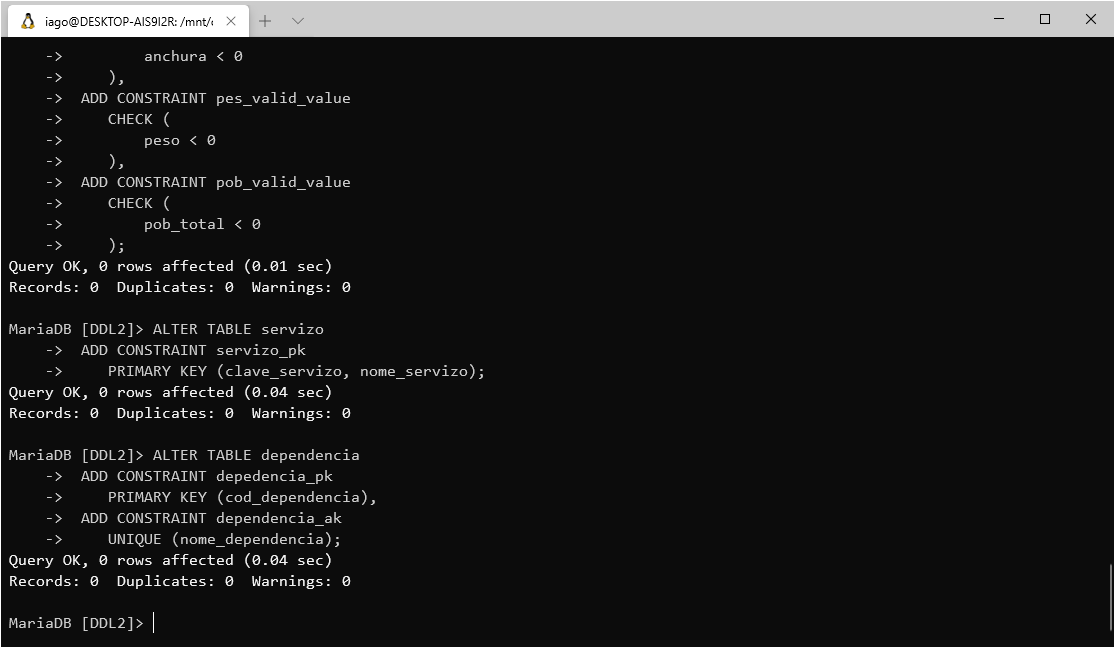 iago@DESKTOP-AIS9I2R: /mnt/
-> anchura < 0
-> ),
-> ADD CONSTRAINT pes_valid_value
-> CHECK (
-> peso < 0
-> ),
-> ADD CONSTRAINT pob_valid_value
-> CHECK (
-> pob_total < 0
-> );
Query OK, 0 rows affected (0.01 sec)
Records: 0  Duplicates: 0  Warnings: 0
MariaDB [DDL2]> ALTER TABLE servizo
-> ADD CONSTRAINT servizo_pk
-> PRIMARY KEY (clave_servizo, nome_servizo);
Query OK, 0 rows affected (0.04 sec)
Records: 0  Duplicates: 0  Warnings: 0
MariaDB [DDL2]> ALTER TABLE dependencia
-> ADD CONSTRAINT depedencia_pk
-> PRIMARY KEY (cod_dependencia),
-> ADD CONSTRAINT dependencia_ak
-> UNIQUE (nome_dependencia);
Query OK, 0 rows affected (0.04 sec)
Records: 0  Duplicates: 0  Warnings: 0
MariaDB [DDL2]>